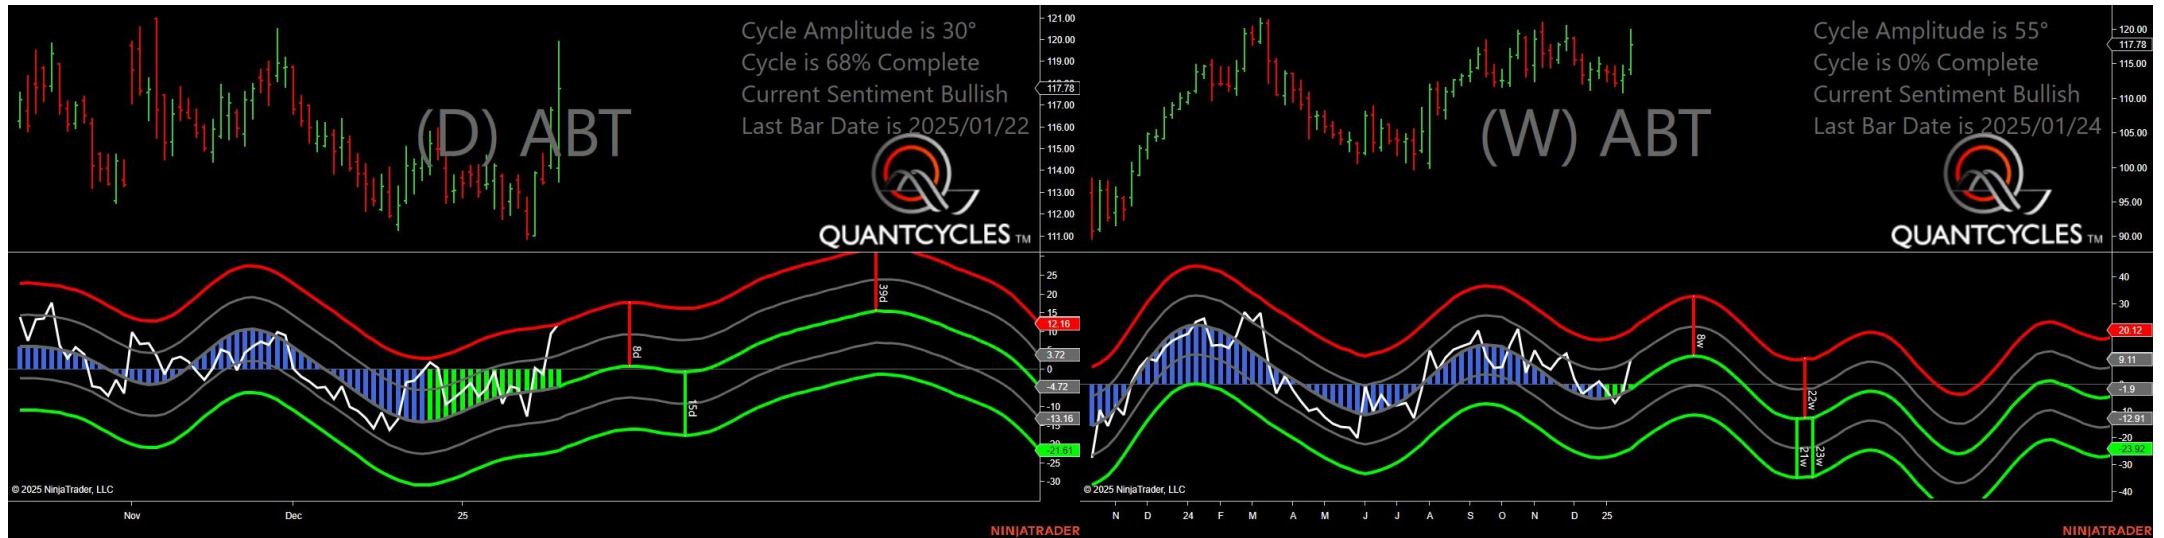 Cycle Amplitude is 30°
Cycle is 68% Complete
Current Sentiment Bullish
Last Bar Date is 2025/01/22
(D) ABT
QUANTCYCLES TM
121.00
120.00
119.00
117.78
117.00
116.00
115.00
114.00
113.00
112.00
111.00
25
20
15
12.16
3.72
0
-4.72
-10
-13.16
-21.61
-25
-30
8d
15d
39d
© 2025 NinjaTrader, LLC
Nov
Dec
25
NINJATRADER
Cycle Amplitude is 55°
Cycle is 0% Complete
Current Sentiment Bullish
Last Bar Date is 2025/01/24
(W) ABT
QUANTCYCLES TM
120.00
117.78
115.00
110.00
105.00
100.00
95.00
90.00
40
30
20.12
9.11
-1.9
-12.91
-20
-23.92
-30
-40
8w
22w
21w
23w
© 2025 NinjaTrader, LLC
N
D
24
F
M
A
M
J
J
A
S
O
N
D
25
NINJATRADER